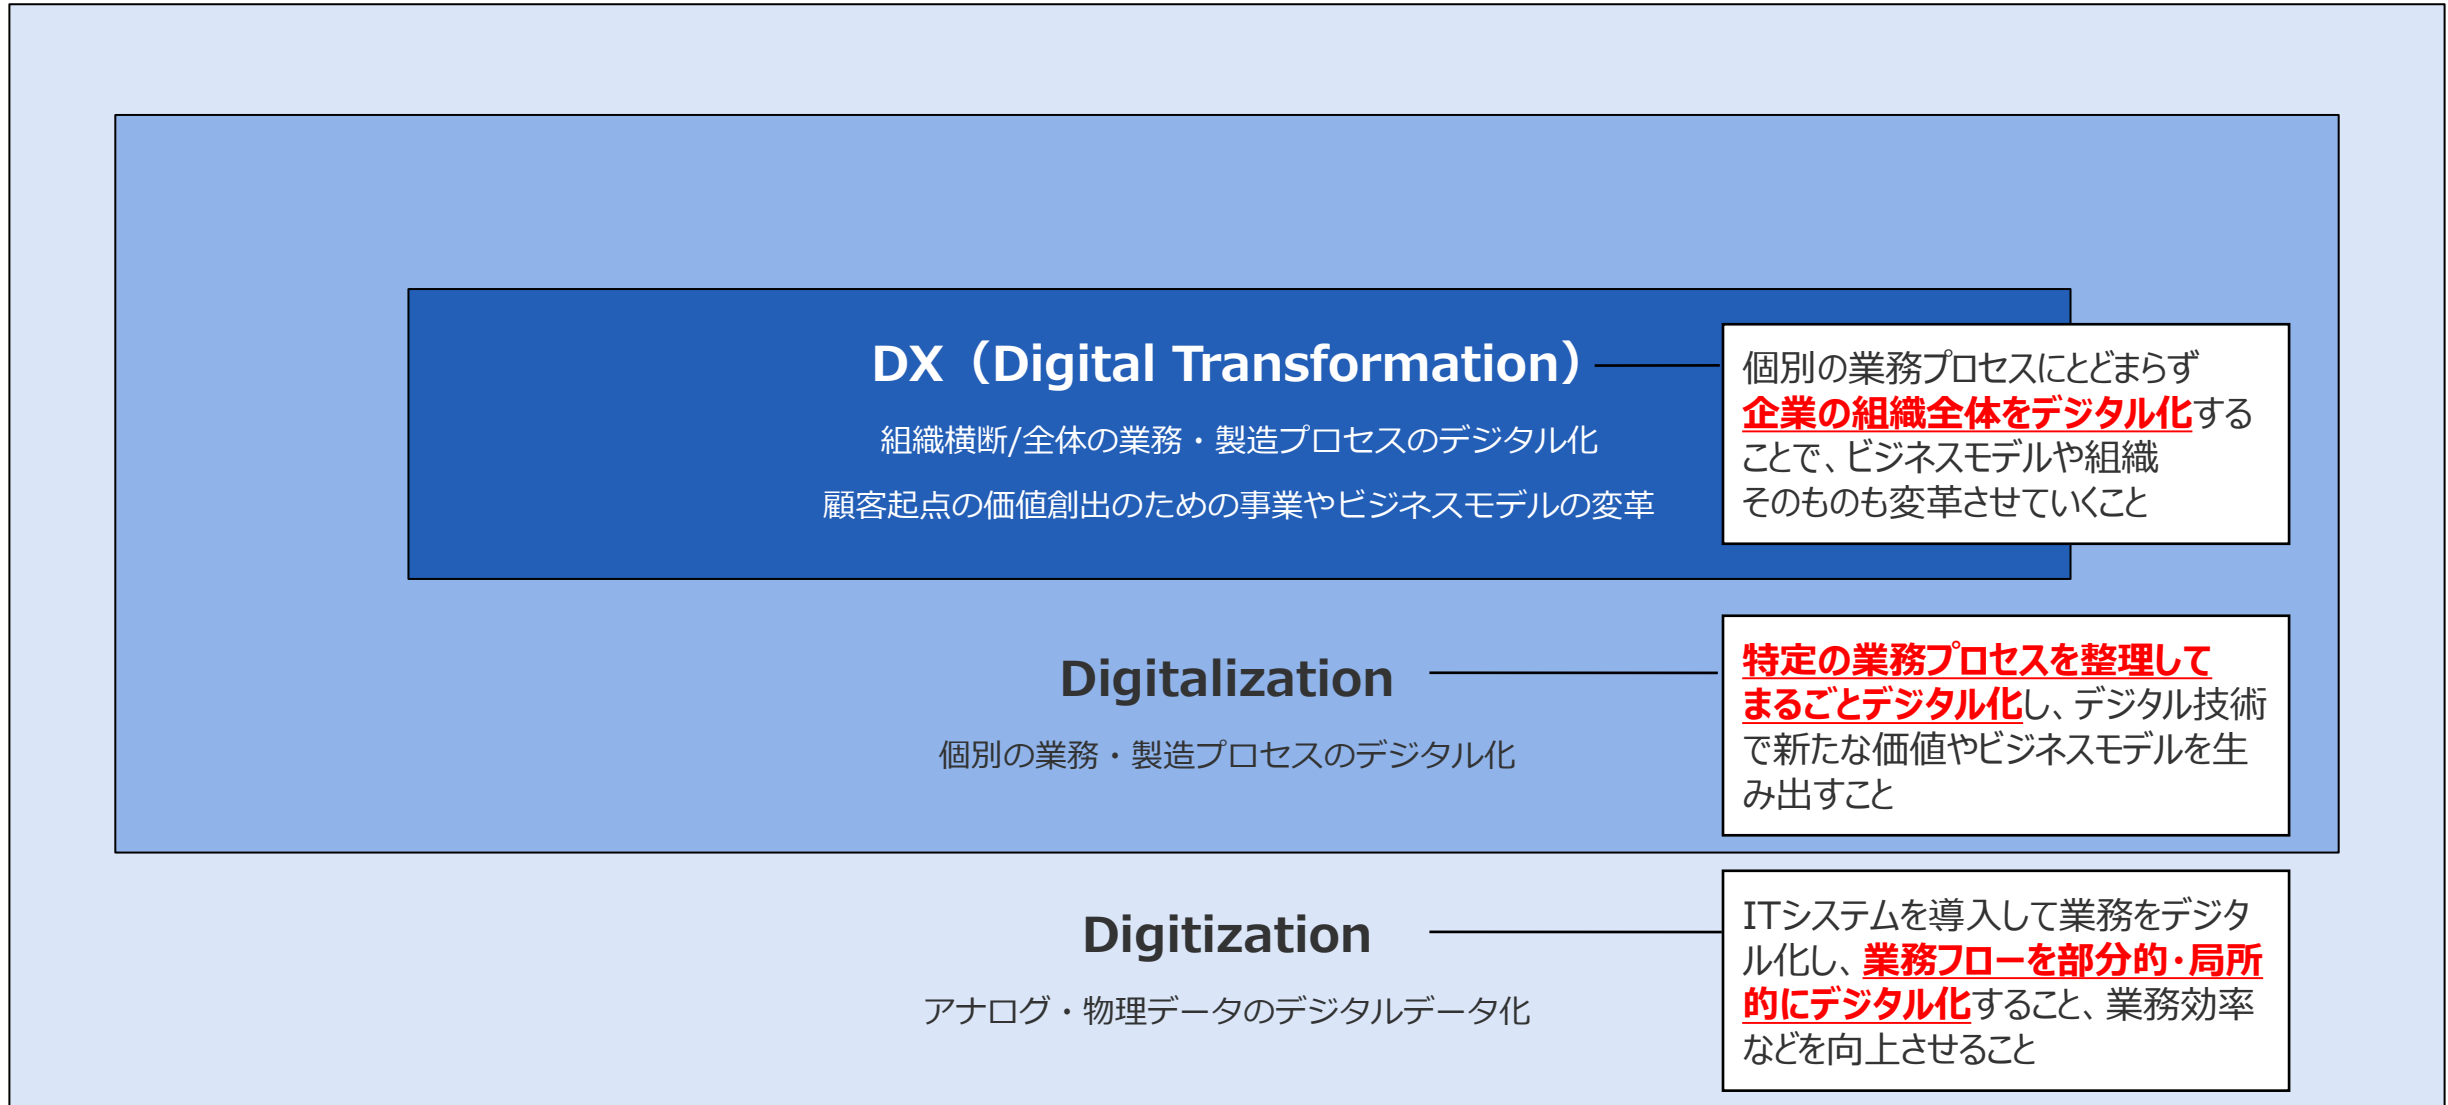 DX（Digital Transformation）
組織横断/全体の業務・製造プロセスのデジタル化
顧客起点の価値創出のための事業やビジネスモデルの変革
個別の業務プロセスにとどまらず
企業の組織全体をデジタル化する
ことで、ビジネスモデルや組織
そのものも変革させていくこと
Digitalization
個別の業務・製造プロセスのデジタル化
特定の業務プロセスを整理して
まるごとデジタル化し、デジタル技術
で新たな価値やビジネスモデルを生
み出すこと
Digitization
アナログ・物理データのデジタルデータ化
ITシステムを導入して業務をデジタ
ル化し、業務フローを部分的・局所
的にデジタル化すること、業務効率
などを向上させること